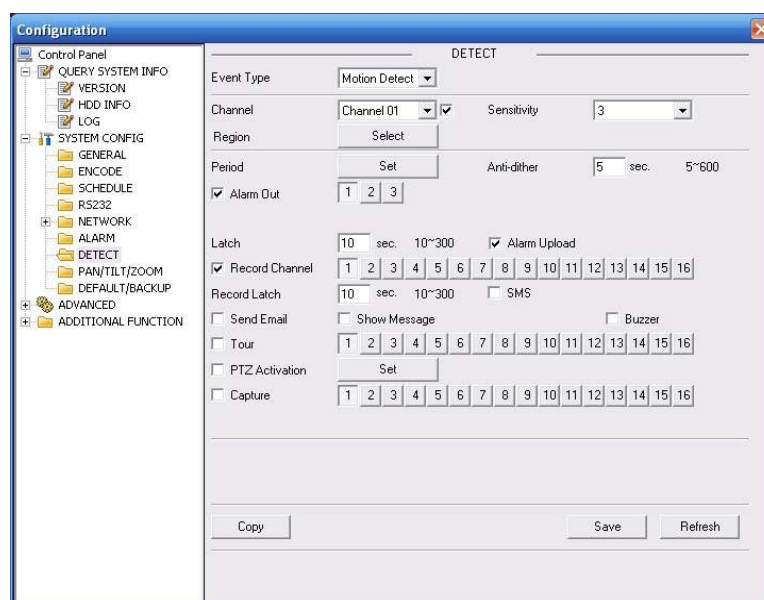 Configuration
Control Panel
QUERY SYSTEM INFO
VERSION
HDD INFO
LOG
SYSTEM CONFIG
GENERAL
ENCODE
SCHEDULE
RS232
NETWORK
ALARM
DETECT
PAN/TILT/ZOOM
DEFAULT/BACKUP
ADVANCED
ADDITIONAL FUNCTION
DETECT
Event Type Motion Detect
Channel Channel 01 Sensitivity 3
Region Select
Period Set Anti-dither 5 sec. 5~600
Alarm Out 1 2 3
Latch 10 sec. 10~300 Alarm Upload
Record Channel 1 2 3 4 5 6 7 8 9 10 11 12 13 14 15 16
Record Latch 10 sec. 10~300 SMS
Send Email Show Message Buzzer
Tour 1 2 3 4 5 6 7 8 9 10 11 12 13 14 15 16
PTZ Activation Set
Capture 1 2 3 4 5 6 7 8 9 10 11 12 13 14 15 16
Copy Save Refresh